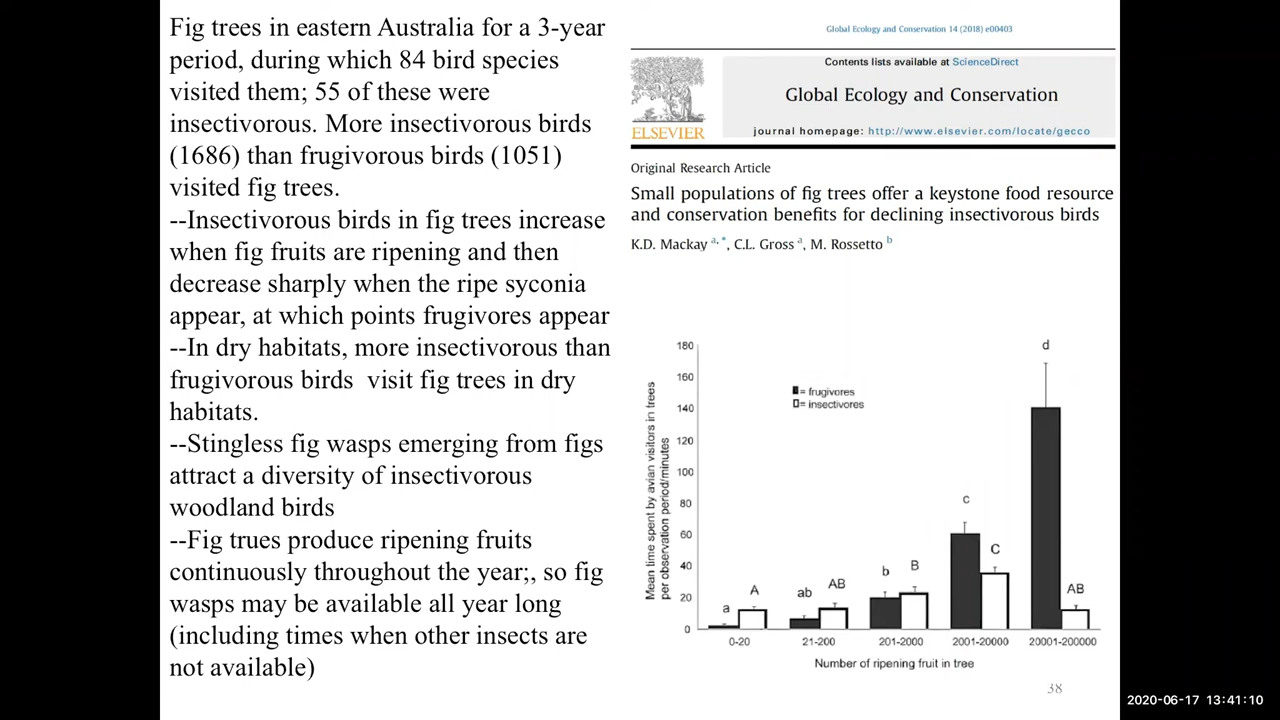 Fig trees in eastern Australia for a 3-year
period, during which 84 bird species
visited them; 55 of these were
insectivorous. More insectivorous birds
(1686) than frugivorous birds (1051)
visited fig trees.
--Insectivorous birds in fig trees increase
when fig fruits are ripening and then
decrease sharply when the ripe syconia
appear, at which points frugivores appear
--In dry habitats, more insectivorous than
frugivorous birds visit fig trees in dry
habitats.
--Stingless fig wasps emerging from figs
attract a diversity of insectivorous
woodland birds
--Fig trues produce ripening fruits
continuously throughout the year;, so fig
wasps may be available all year long
(including times when other insects are
not available)
Global Ecology and Conservation 14 (2018) e00403
Contents lists available at ScienceDirect
Global Ecology and Conservation
ELSEVIER
journal homepage: http://www.elsevier.com/locate/gecco
Original Research Article
Small populations of fig trees offer a keystone food resource
and conservation benefits for declining insectivorous birds
K.D. Mackay a, *, C.L. Gross a, M. Rossetto b
Mean time spent by avian visitors in trees
per observation period/minutes
180
160
140
120
100
80
60
40
20
0
= frugivores
= insectivores
a
A
ab
AB
b
B
c
C
d
AB
0-20
21-200
201-2000
2001-20000
20001-200000
Number of ripening fruit in tree
38
2020-06-17 13:41:10